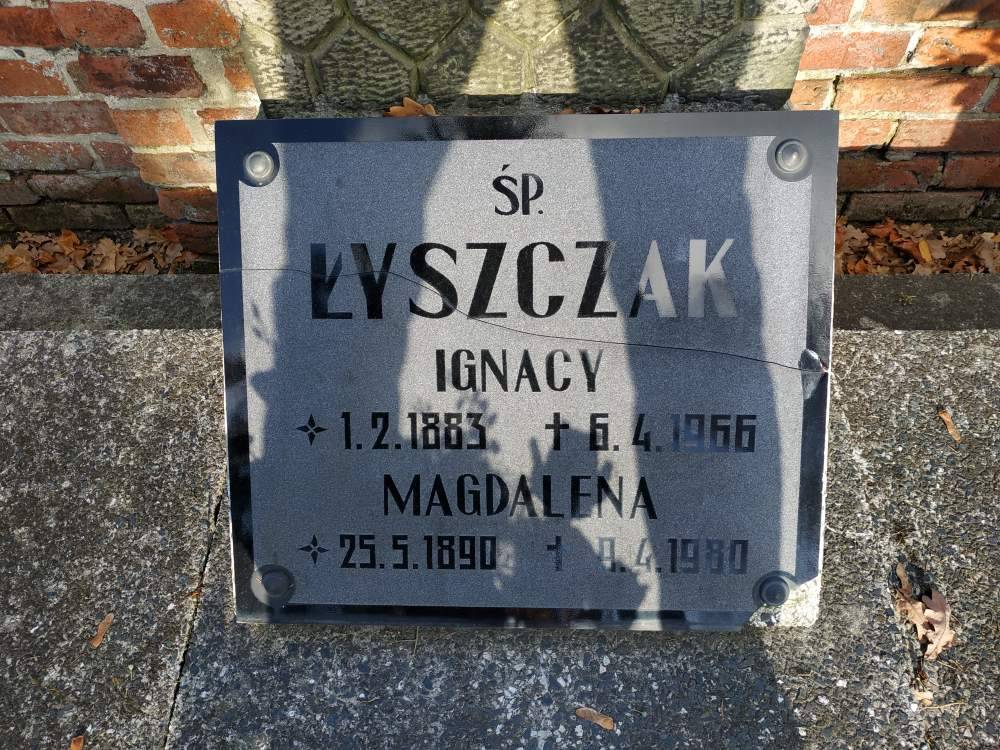 ŚP.
ŁYSZCZAK
IGNACY
1.2.1883 † 6.4.1966
MAGDALENA
25.5.1890 † 9.4.1980